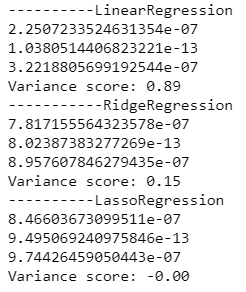 ----------LinearRegression
2.2507233524631354e-07
1.0380514406823221e-13
3.2218805699192544e-07
Variance score: 0.89
-----------RidgeRegression
7.817155564323578e-07
8.02387383277269e-13
8.957607846279435e-07
Variance score: 0.15
----------LassoRegression
8.46603673099511e-07
9.495069240975846e-13
9.74426459050443e-07
Variance score: -0.00